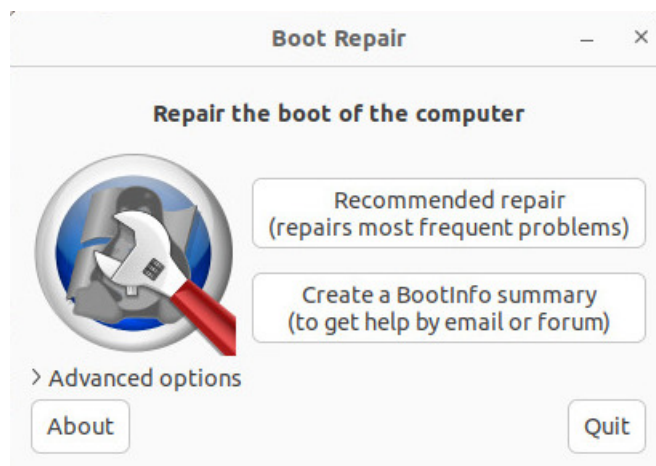 Boot Repair
Repair the boot of the computer
Recommended repair
(repairs most frequent problems)
Create a BootInfo summary
(to get help by email or forum)
Advanced options
About
Quit